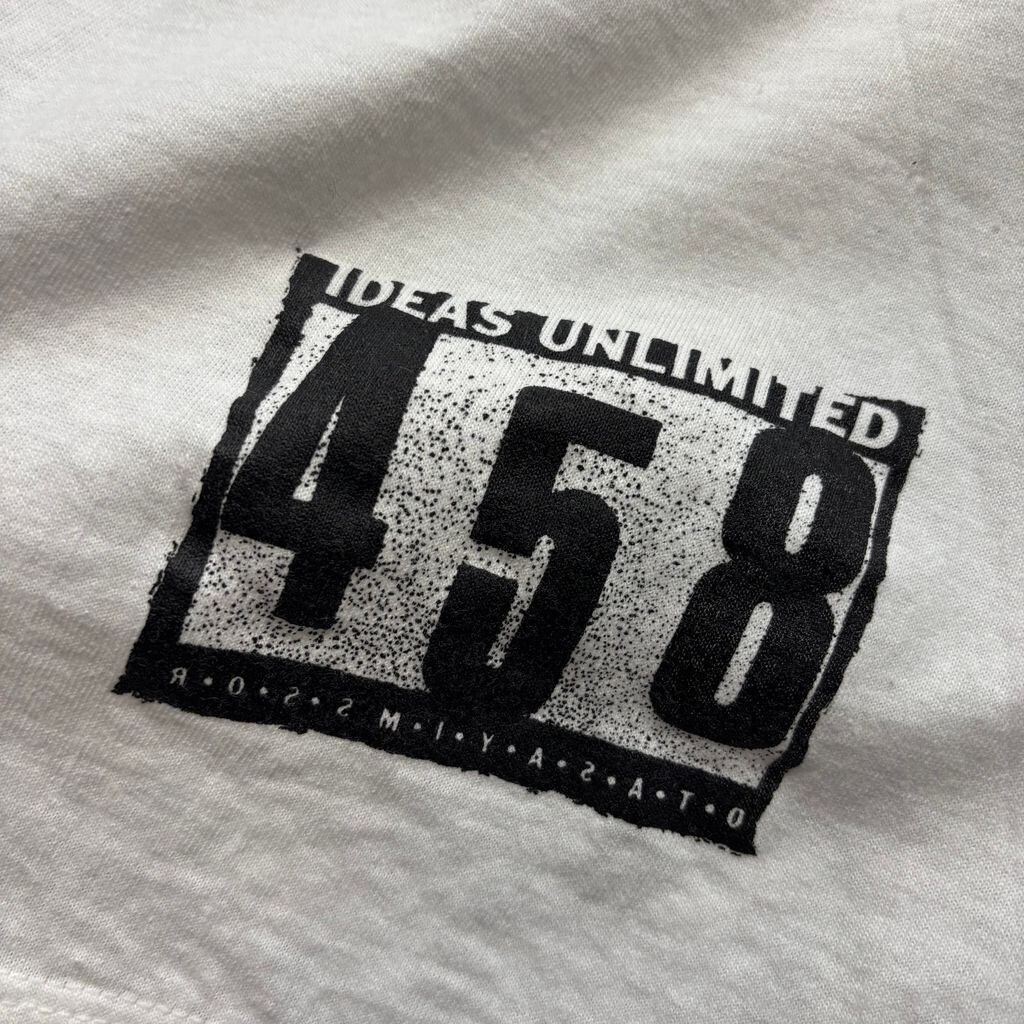 IDEAS UNLIMITED
458
R·O·S·S M·I·Y·A·S·A·T·O